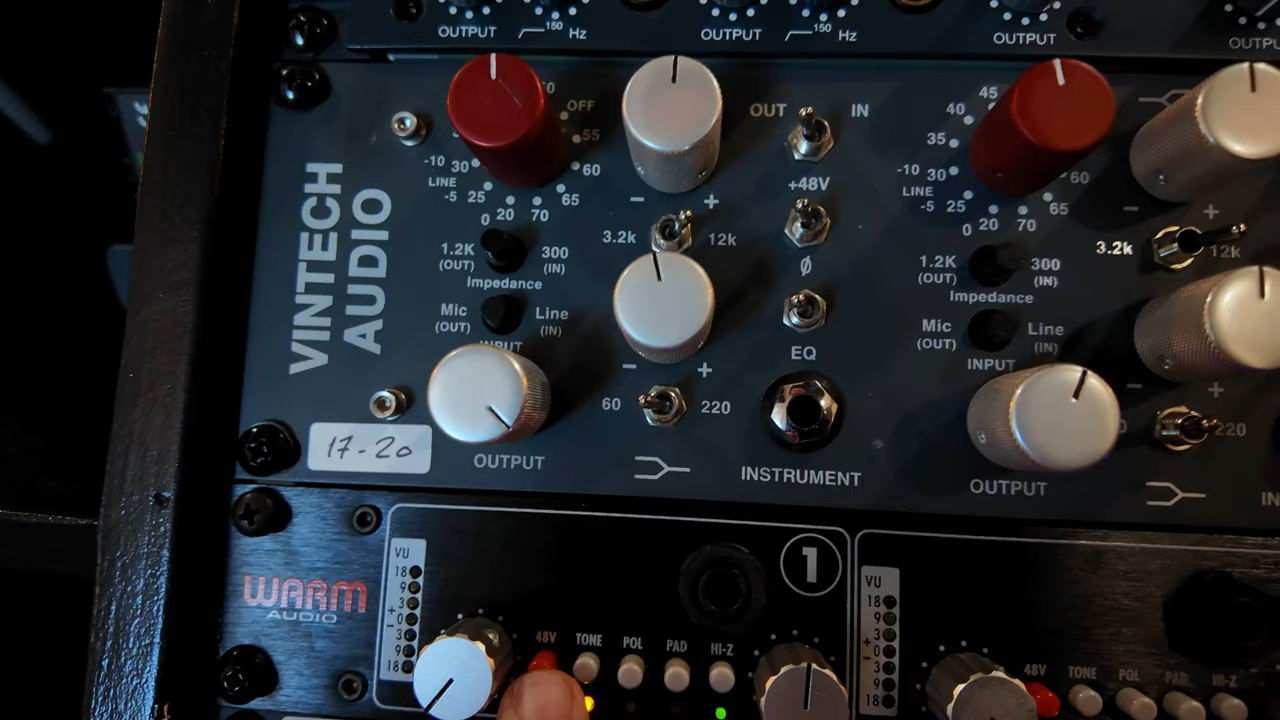 OUTPUT 150 Hz OUTPUT 150 Hz OUTPUT OUTPU
VINTECH
AUDIO
OFF
55
60
65
70
20
0
25
-5
30
LINE
-10
1.2K
(OUT)
300
(IN)
Impedance
Mic
(OUT)
Line
(IN)
INPUT
OUTPUT
17-20
- +
3.2k 12k
- +
60 220
OUT IN
+48V
Ø
EQ
INSTRUMENT
45
40
35
-10 30
LINE
-5 25
0 20 70
65
60
1.2K
(OUT)
300
(IN)
Impedance
Mic
(OUT)
Line
(IN)
INPUT
OUTPUT
- +
3.2k 12k
- +
220
IN
WARM
AUDIO
VU
18
9
3
+ 0 -
3
9
18
48V TONE POL PAD HI-Z
1
VU
18
9
3
+ 0 -
3
9
18
48V TONE POL PAD HI-Z